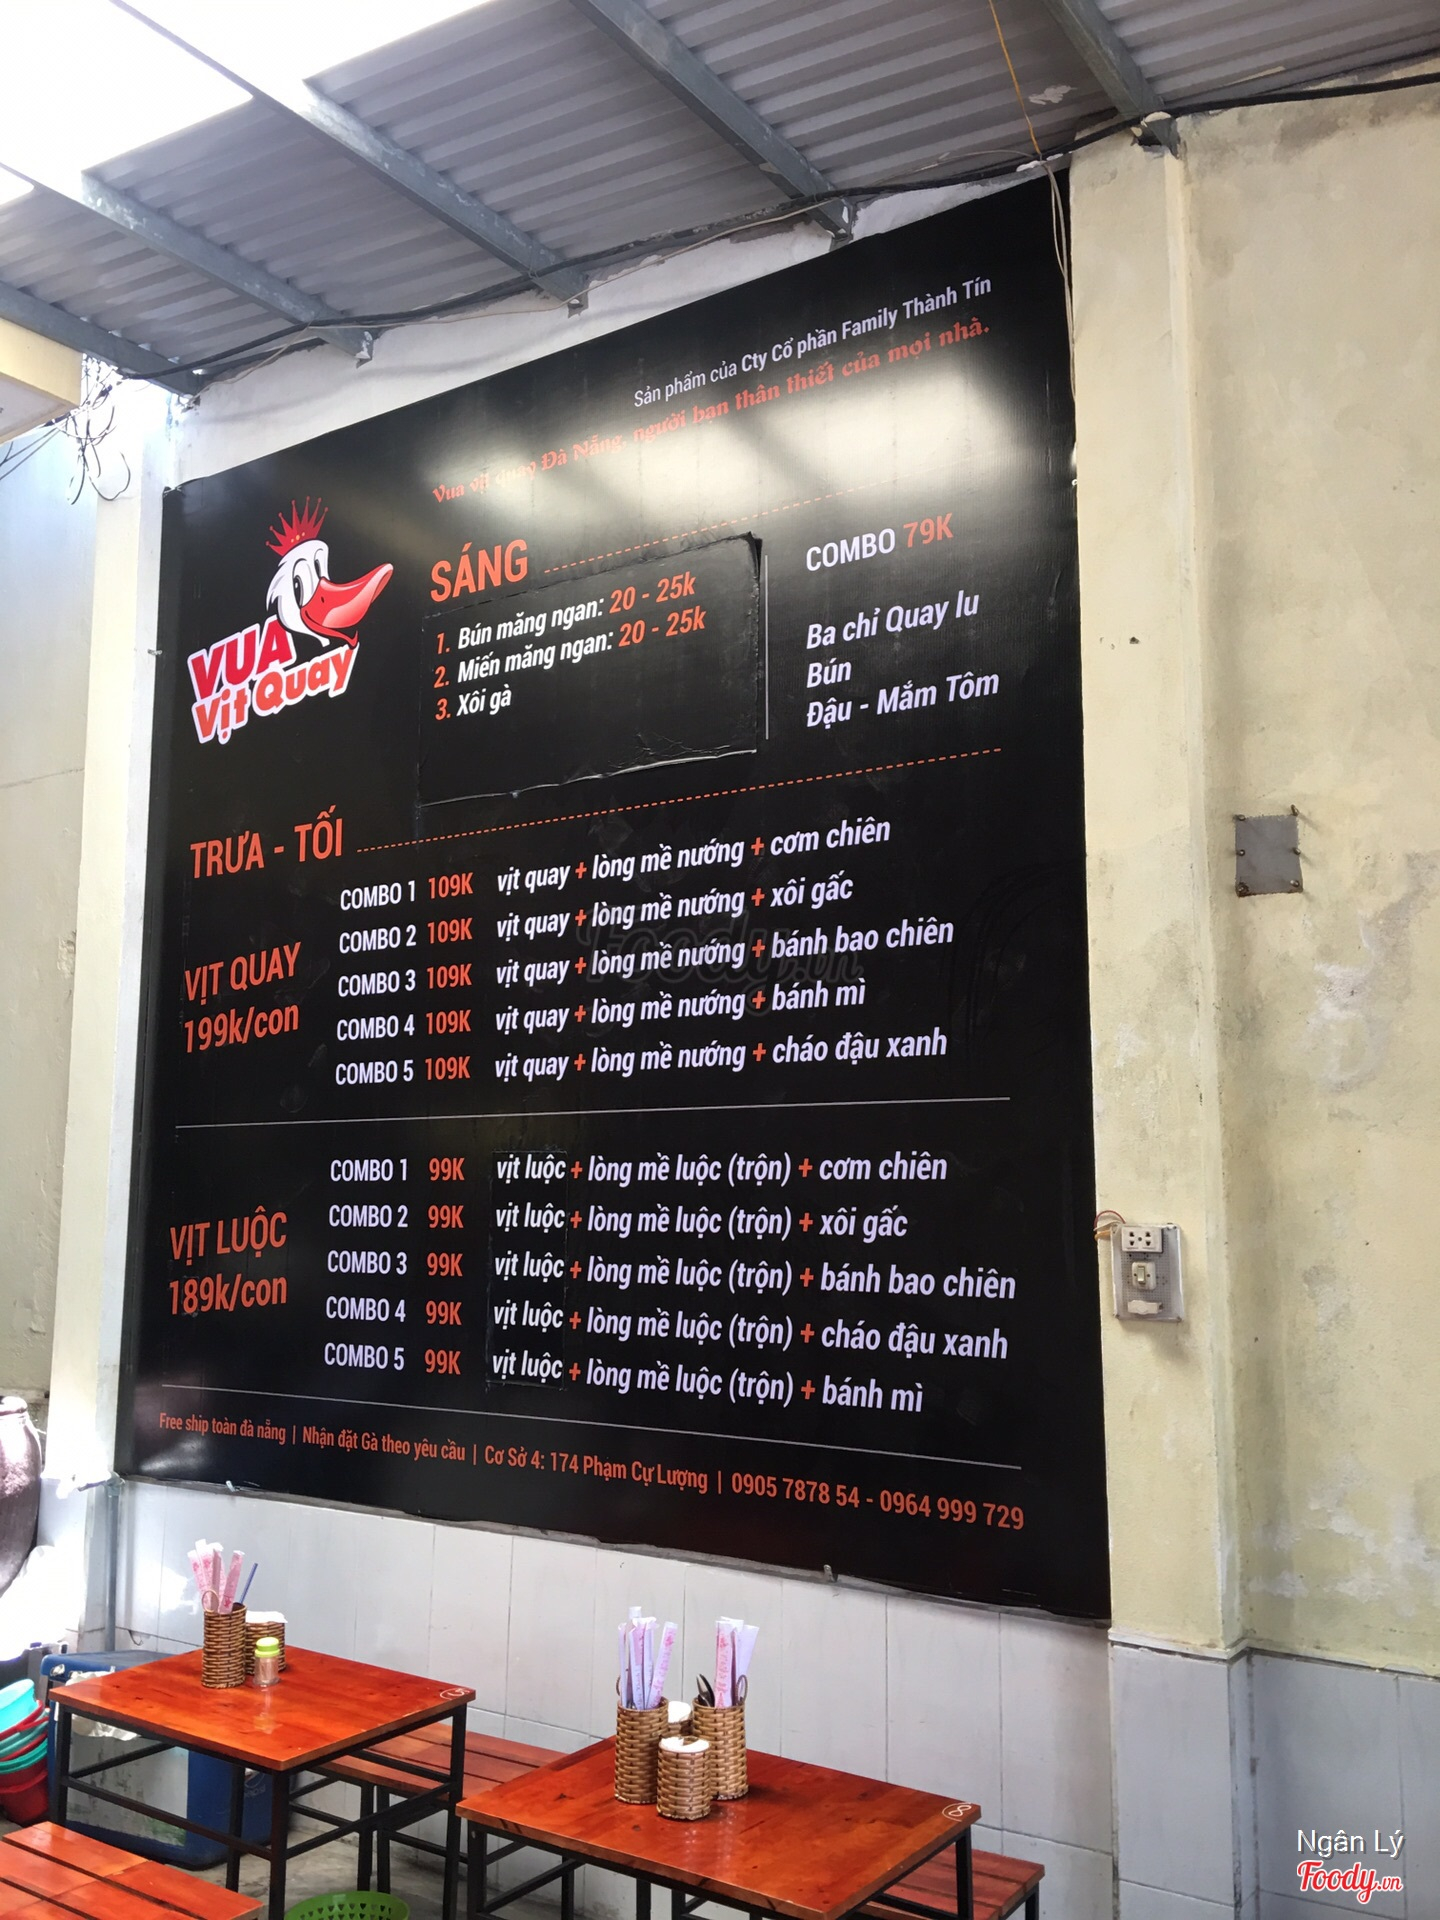 Sản phẩm của Cty Cổ phần Family Thành Tín
Vua vịt quay Đà Nẵng, người bạn thân thiết của mọi nhà.
VUA
Vịt Quay
SÁNG
1. Bún măng ngan: 20 - 25k
2. Miến măng ngan: 20 - 25k
3. Xôi gà
COMBO 79K
Ba chỉ Quay lu
Bún
Đậu - Mắm Tôm
TRƯA - TỐI
VỊT QUAY
199k/con
COMBO 1 109K vịt quay + lòng mề nướng + cơm chiên
COMBO 2 109K vịt quay + lòng mề nướng + xôi gấc
COMBO 3 109K vịt quay + lòng mề nướng + bánh bao chiên
COMBO 4 109K vịt quay + lòng mề nướng + bánh mì
COMBO 5 109K vịt quay + lòng mề nướng + cháo đậu xanh
VỊT LUỘC
189k/con
COMBO 1 99K vịt luộc + lòng mề luộc (trộn) + cơm chiên
COMBO 2 99K vịt luộc + lòng mề luộc (trộn) + xôi gấc
COMBO 3 99K vịt luộc + lòng mề luộc (trộn) + bánh bao chiên
COMBO 4 99K vịt luộc + lòng mề luộc (trộn) + cháo đậu xanh
COMBO 5 99K vịt luộc + lòng mề luộc (trộn) + bánh mì
Free ship toàn đà nẵng | Nhận đặt Gà theo yêu cầu | Cơ Sở 4: 174 Phạm Cự Lượng | 0905 7878 54 - 0964 999 729
Foody.vn
Ngân Lý
Foody.vn